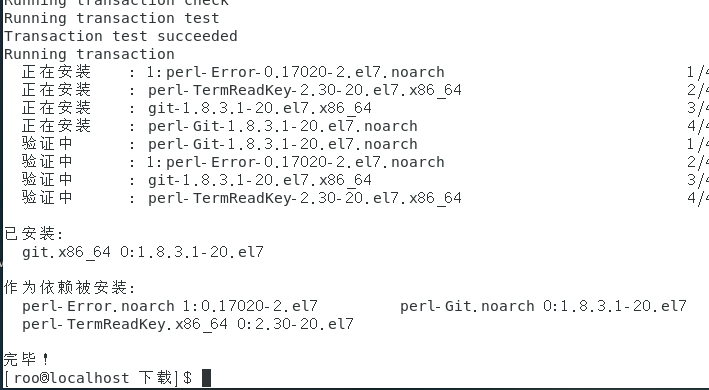 Running transaction check
Running transaction test
Transaction test succeeded
Running transaction
正在安装 : 1:perl-Error-0.17020-2.el7.noarch 1/4
正在安装 : perl-TermReadKey-2.30-20.el7.x86_64 2/4
正在安装 : git-1.8.3.1-20.el7.x86_64 3/4
正在安装 : perl-Git-1.8.3.1-20.el7.noarch 4/4
验证中 : perl-Git-1.8.3.1-20.el7.noarch 1/4
验证中 : 1:perl-Error-0.17020-2.el7.noarch 2/4
验证中 : git-1.8.3.1-20.el7.x86_64 3/4
验证中 : perl-TermReadKey-2.30-20.el7.x86_64 4/4
已安装:
git.x86_64 0:1.8.3.1-20.el7
作为依赖被安装:
perl-Error.noarch 1:0.17020-2.el7 perl-Git.noarch 0:1.8.3.1-20.el7
perl-TermReadKey.x86_64 0:2.30-20.el7
完毕！
[roo@localhost 下载]$